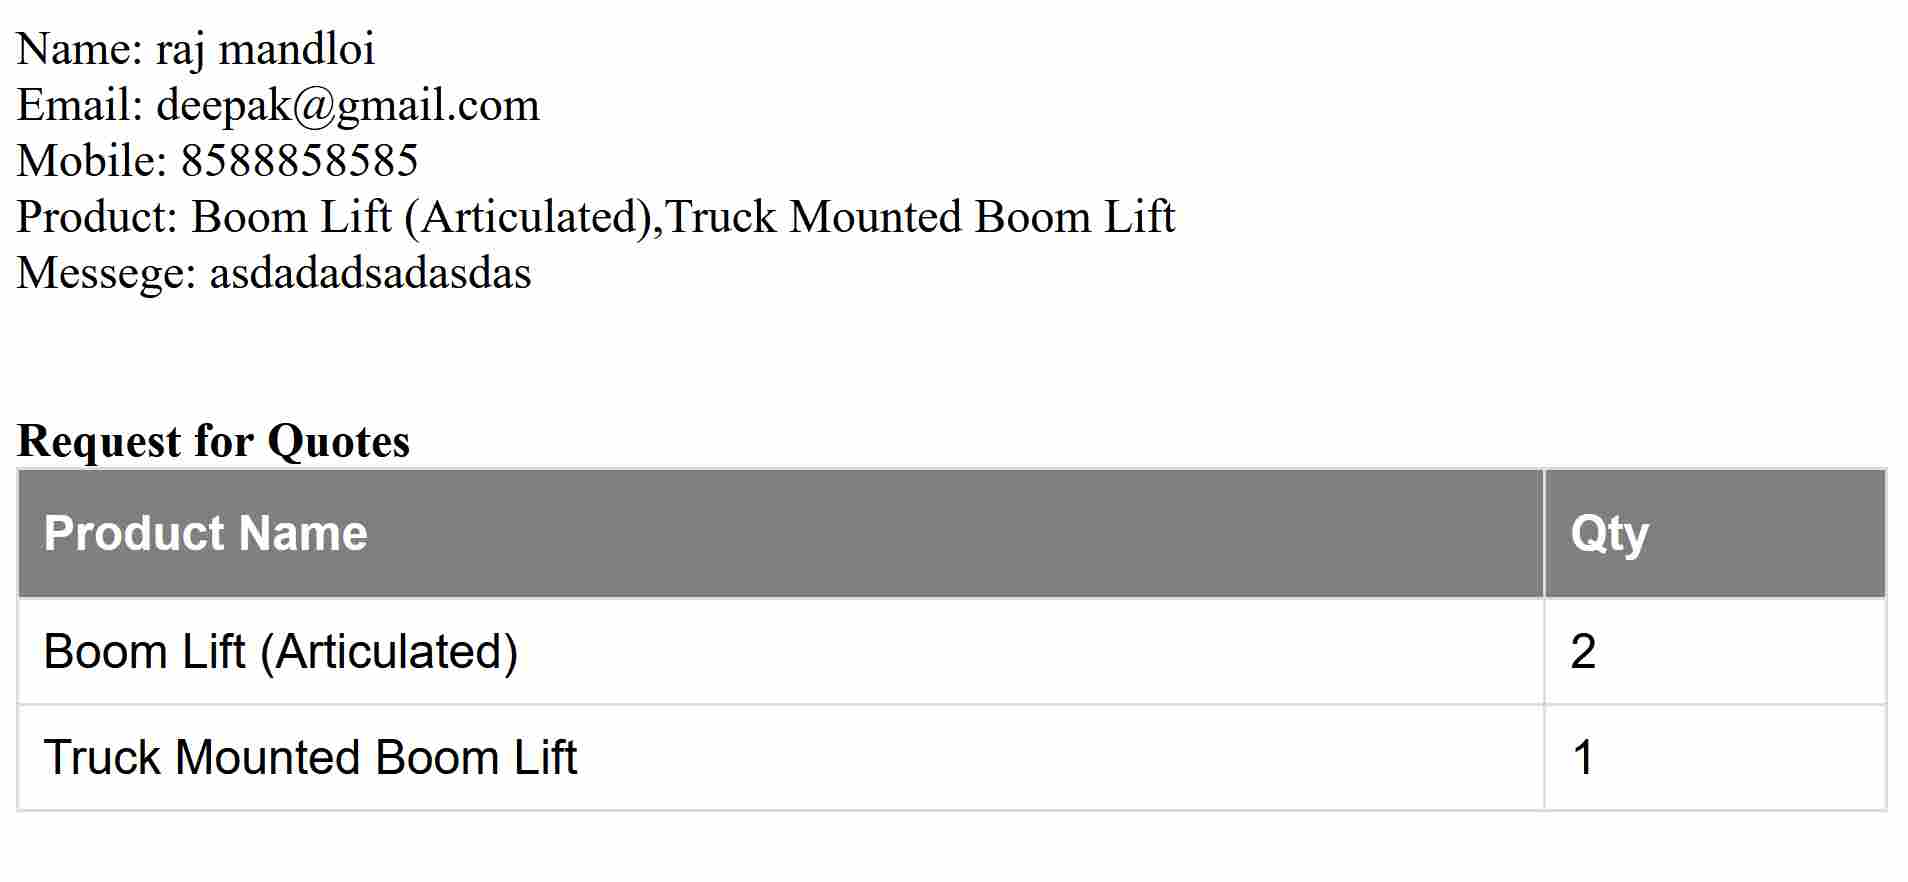 Name: raj mandloi
Email: deepak@gmail.com
Mobile: 8588858585
Product: Boom Lift (Articulated),Truck Mounted Boom Lift
Messege: asdadadsadasdas
Request for Quotes
Product Name Qty
Boom Lift (Articulated) 2
Truck Mounted Boom Lift 1